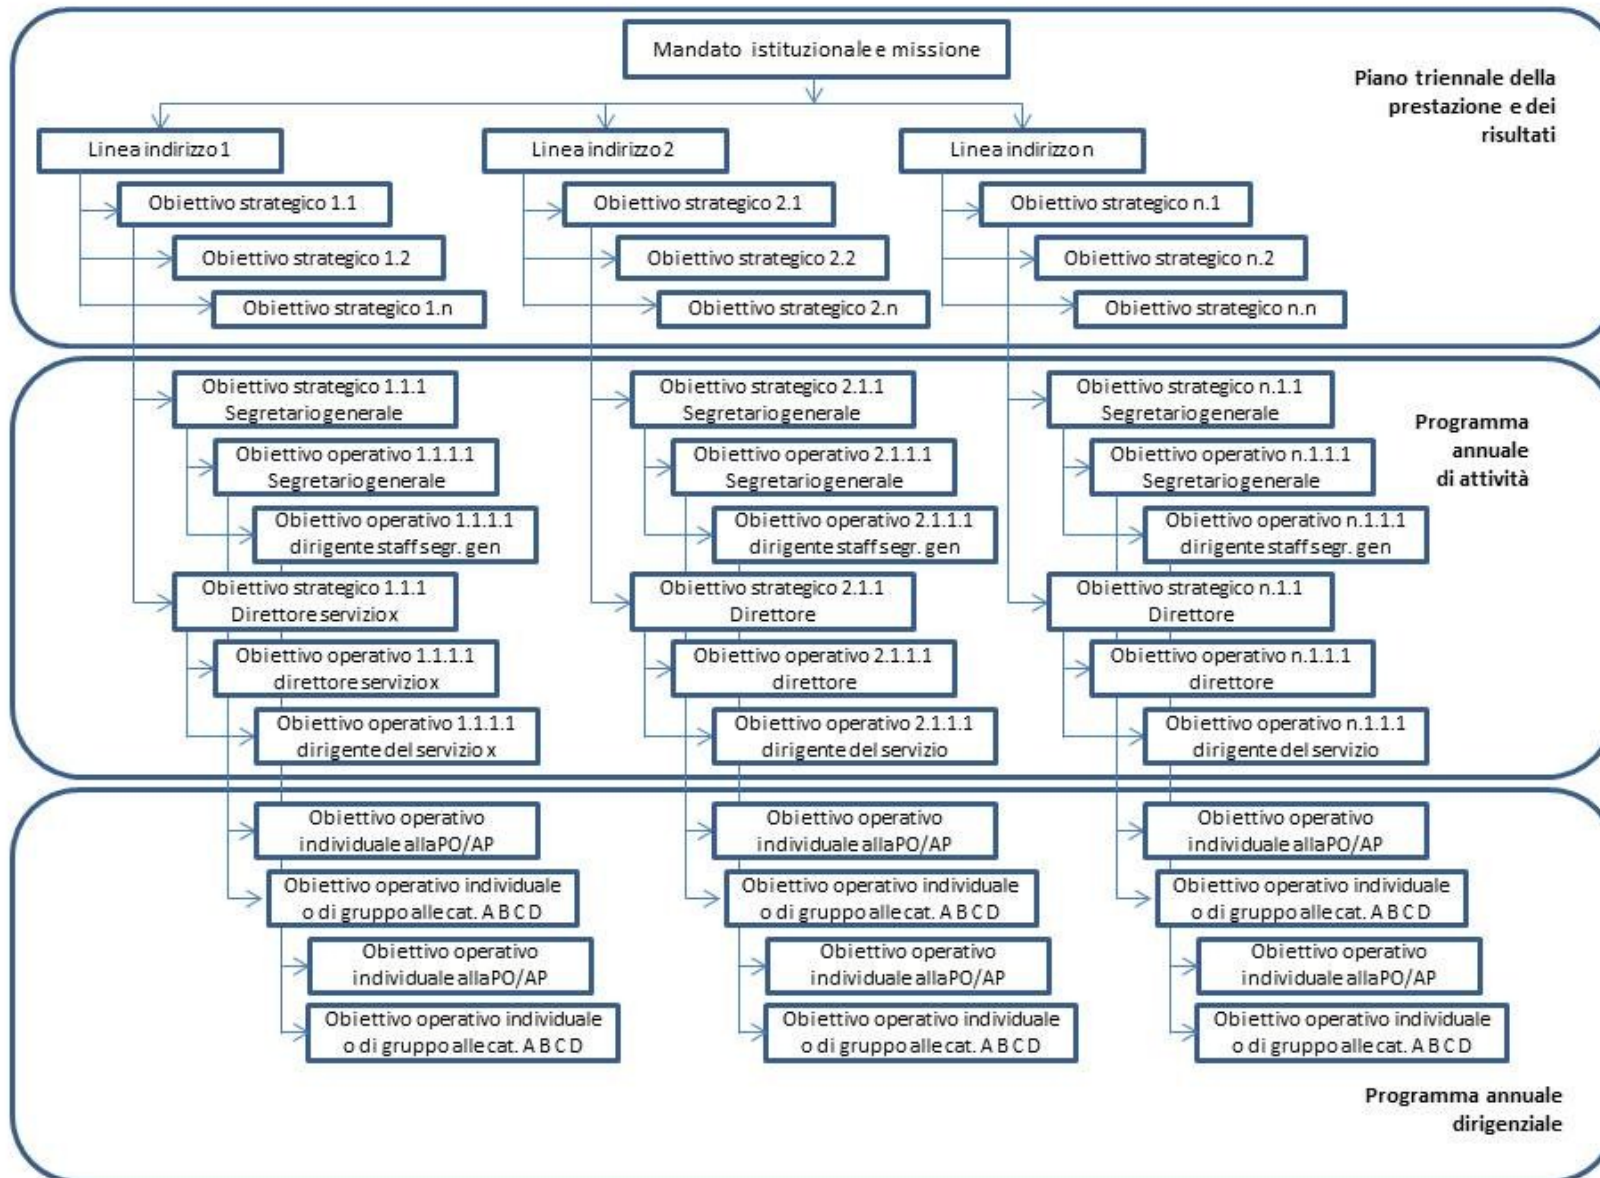 Mandato istituzionale e missione
Piano triennale della
prestazione e dei
risultati
Linea indirizzo 1
Linea indirizzo 2
Linea indirizzo n
Obiettivo strategico 1.1
Obiettivo strategico 2.1
Obiettivo strategico n.1
Obiettivo strategico 1.2
Obiettivo strategico 2.2
Obiettivo strategico n.2
Obiettivo strategico 1.n
Obiettivo strategico 2.n
Obiettivo strategico n.n
Obiettivo strategico 1.1.1
Segretario generale
Obiettivo strategico 2.1.1
Segretario generale
Obiettivo strategico n.1.1
Segretario generale
Programma
annuale
di attività
Obiettivo operativo 1.1.1.1
Segretario generale
Obiettivo operativo 2.1.1.1
Segretario generale
Obiettivo operativo n.1.1.1
Segretario generale
Obiettivo operativo 1.1.1.1
dirigente staff segr. gen
Obiettivo operativo 2.1.1.1
dirigente staff segr. gen
Obiettivo operativo n.1.1.1
dirigente staff segr. gen
Obiettivo strategico 1.1.1
Direttore servizio x
Obiettivo strategico 2.1.1
Direttore
Obiettivo strategico n.1.1
Direttore
Obiettivo operativo 1.1.1.1
direttore servizio x
Obiettivo operativo 2.1.1.1
direttore
Obiettivo operativo n.1.1.1
direttore
Obiettivo operativo 1.1.1.1
dirigente del servizio x
Obiettivo operativo 2.1.1.1
dirigente del servizio
Obiettivo operativo n.1.1.1
dirigente del servizio
Obiettivo operativo
individuale alla PO/AP
Obiettivo operativo
individuale alla PO/AP
Obiettivo operativo
individuale alla PO/AP
Obiettivo operativo individuale
o di gruppo alle cat. A B C D
Obiettivo operativo individuale
o di gruppo alle cat. A B C D
Obiettivo operativo individuale
o di gruppo alle cat. A B C D
Obiettivo operativo
individuale alla PO/AP
Obiettivo operativo
individuale alla PO/AP
Obiettivo operativo
individuale alla PO/AP
Obiettivo operativo individuale
o di gruppo alle cat. A B C D
Obiettivo operativo individuale
o di gruppo alle cat. A B C D
Obiettivo operativo individuale
o di gruppo alle cat. A B C D
Programma annuale
dirigenziale